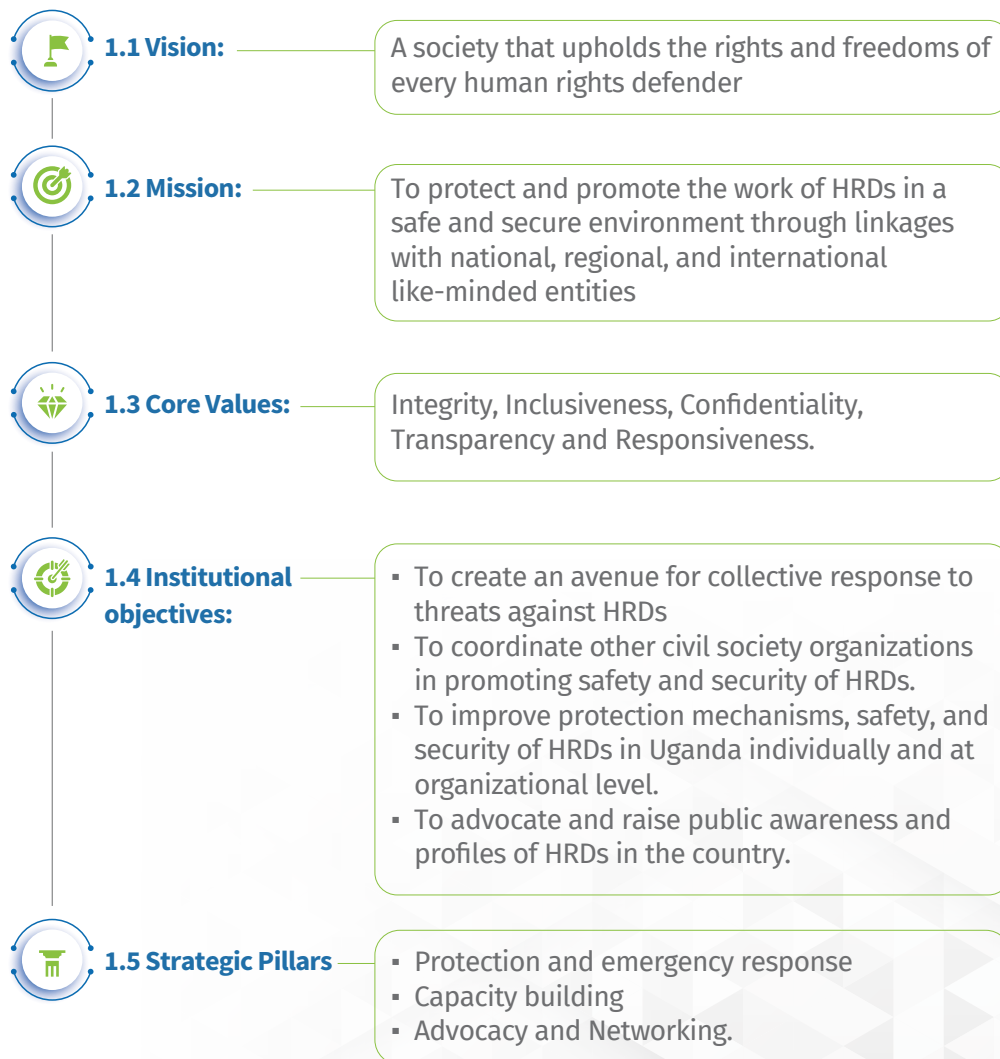 1.1 Vision:
A society that upholds the rights and freedoms of
every human rights defender
1.2 Mission:
To protect and promote the work of HRDs in a
safe and secure environment through linkages
with national, regional, and international
like-minded entities
1.3 Core Values:
Integrity, Inclusiveness, Confidentiality,
Transparency and Responsiveness.
1.4 Institutional
objectives:
▪ To create an avenue for collective response to
threats against HRDs
▪ To coordinate other civil society organizations
in promoting safety and security of HRDs.
▪ To improve protection mechanisms, safety, and
security of HRDs in Uganda individually and at
organizational level.
▪ To advocate and raise public awareness and
profiles of HRDs in the country.
1.5 Strategic Pillars
▪ Protection and emergency response
▪ Capacity building
▪ Advocacy and Networking.